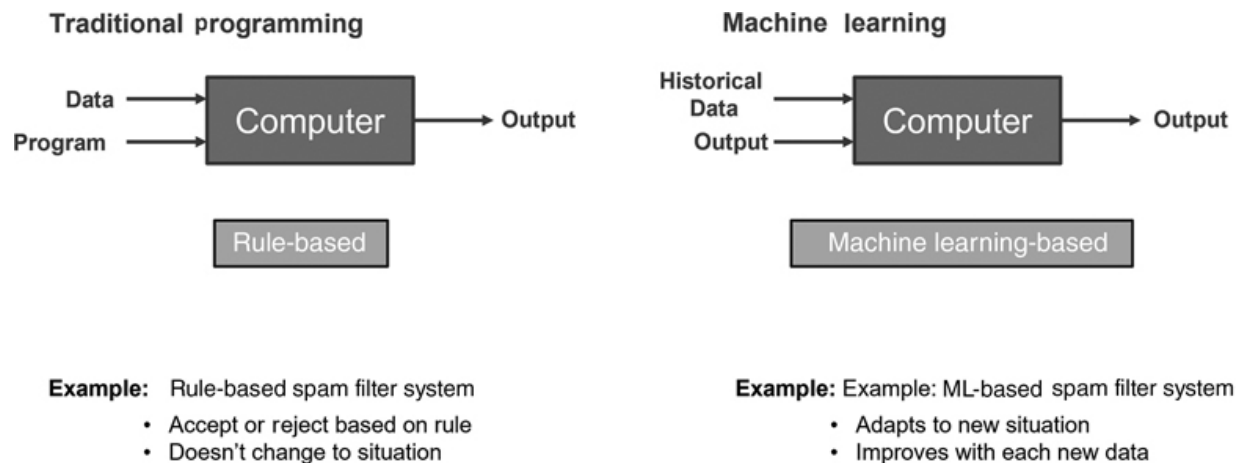 Traditional programming
Data
Program
Computer
Output
Rule-based
Example: Rule-based spam filter system
• Accept or reject based on rule
• Doesn't change to situation
Machine learning
Historical
Data
Output
Computer
Output
Machine learning-based
Example: Example: ML-based spam filter system
• Adapts to new situation
• Improves with each new data